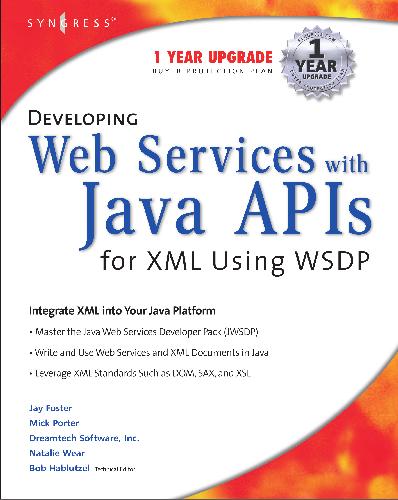 SYNGRESS
1 YEAR UPGRADE
BUYER PROTECTION PLAN
1
YEAR
UPGRADE
DEVELOPING
Web Services with
Java APIs
for XML Using WSDP
Integrate XML into Your Java Platform
• Master the Java Web Services Developer Pack (JWSDP)
• Write and Use Web Services and XML Documents in Java
• Leverage XML Standards Such as DOM, SAX, and XSL
Jay Foster
Mick Porter
Dreamtech Software, Inc.
Natalie Wear
Bob Hablutzel Technical Editor